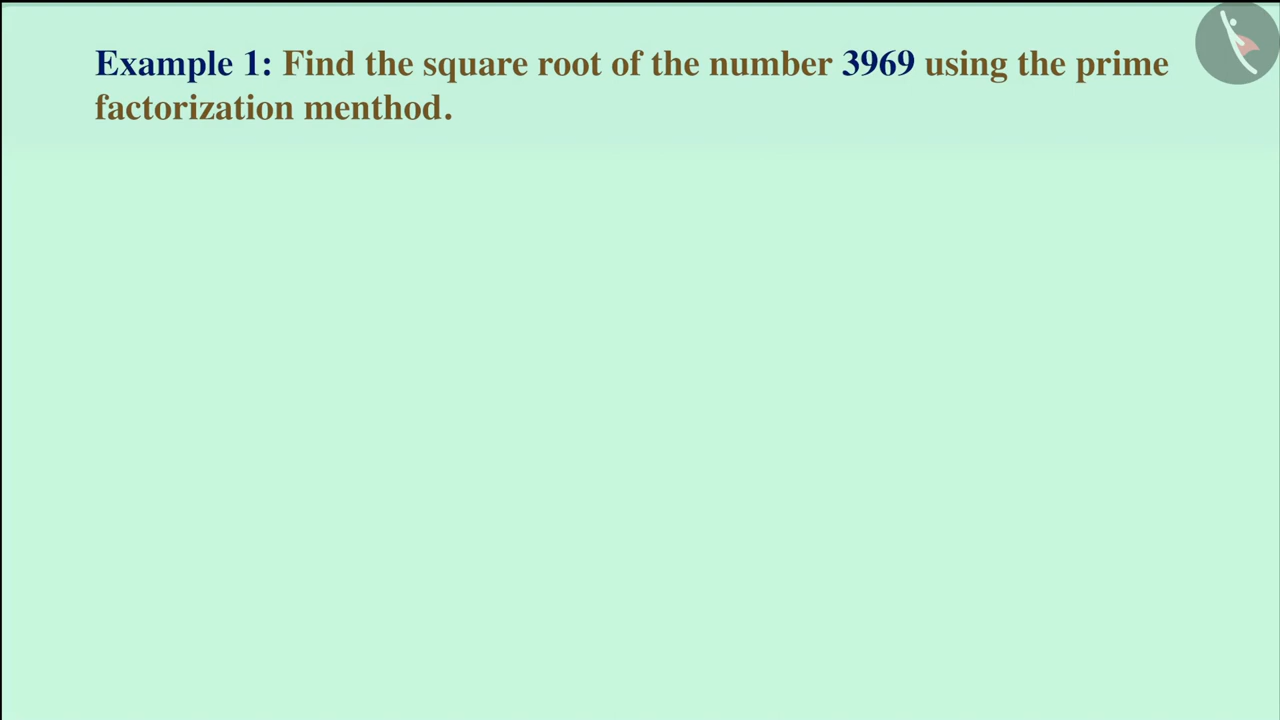 Example 1: Find the square root of the number 3969 using the prime
factorization menthod.